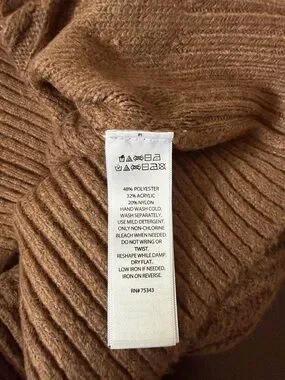 48% POLYESTER
32% ACRYLIC
20% NYLON
HAND WASH COLD.
WASH SEPARATELY.
USE MILD DETERGENT.
ONLY NON-CHLORINE
BLEACH WHEN NEEDED.
DO NOT WRING OR
TWIST.
RESHAPE WHILE DAMP.
DRY FLAT.
LOW IRON IF NEEDED.
IRON ON REVERSE.
RN# 75343